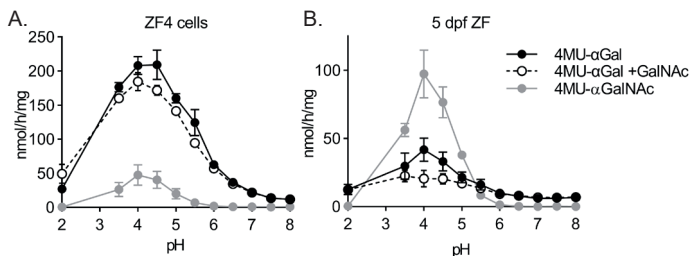 A.
ZF4 cells
nmol/h/mg
250
200
150
100
50
0
2 3 4 5 6 7 8
pH
B.
5 dpf ZF
nmol/h/mg
100
50
0
2 3 4 5 6 7 8
pH
4MU-αGal
4MU-αGal +GalNAc
4MU-αGalNAc